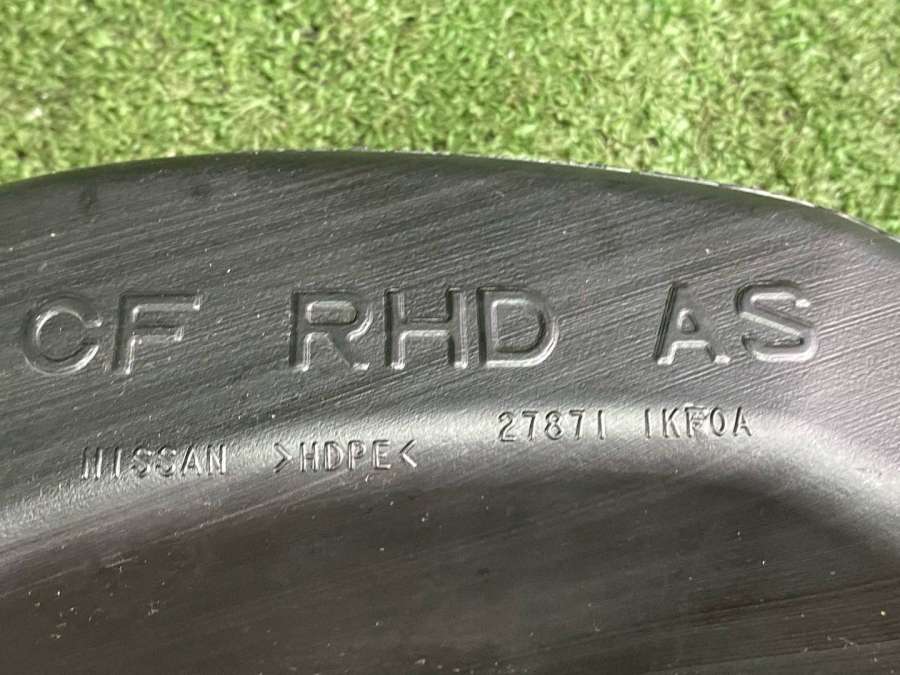 CF RHD AS
NISSAN >HDPE< 27871 1KF0A